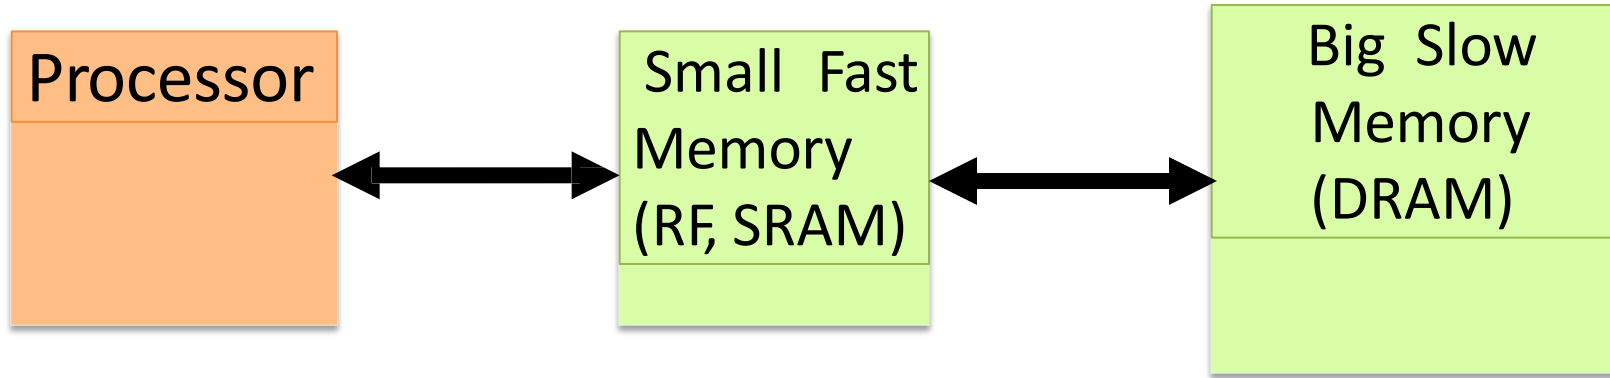 Processor
Small Fast
Memory
(RF, SRAM)
Big Slow
Memory
(DRAM)